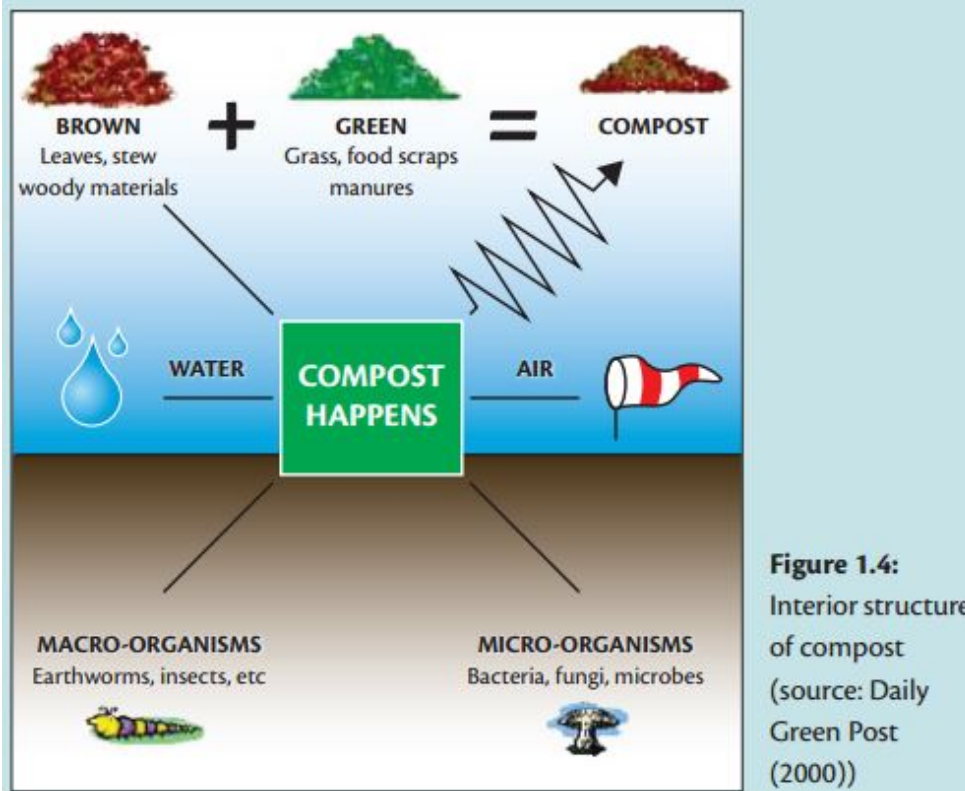 BROWN
Leaves, stew
woody materials
+
GREEN
Grass, food scraps
manures
=
COMPOST
WATER
COMPOST
HAPPENS
AIR
MACRO-ORGANISMS
Earthworms, insects, etc
MICRO-ORGANISMS
Bacteria, fungi, microbes
Figure 1.4:
Interior structure
of compost
(source: Daily
Green Post
(2000))